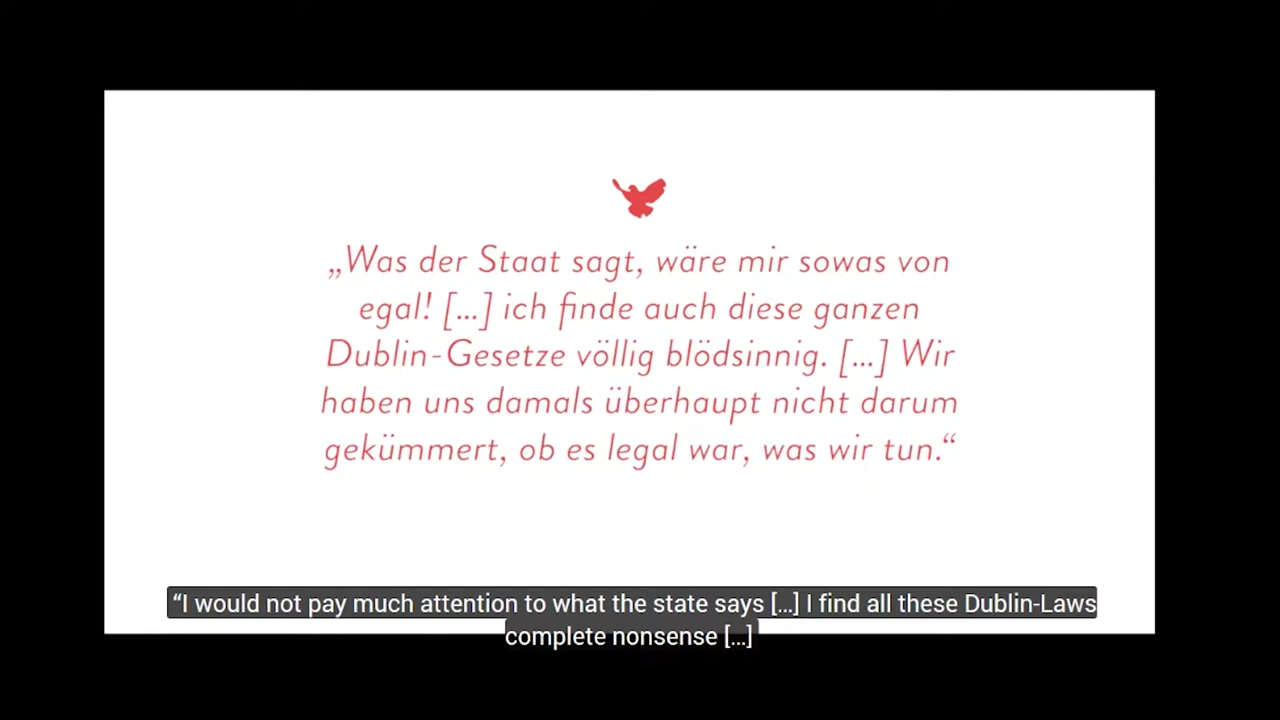 „Was der Staat sagt, wäre mir sowas von
egal! [...] ich finde auch diese ganzen
Dublin-Gesetze völlig blödsinnig. [...] Wir
haben uns damals überhaupt nicht darum
gekümmert, ob es legal war, was wir tun.“
“I would not pay much attention to what the state says [...] I find all these Dublin-Laws
complete nonsense [...]